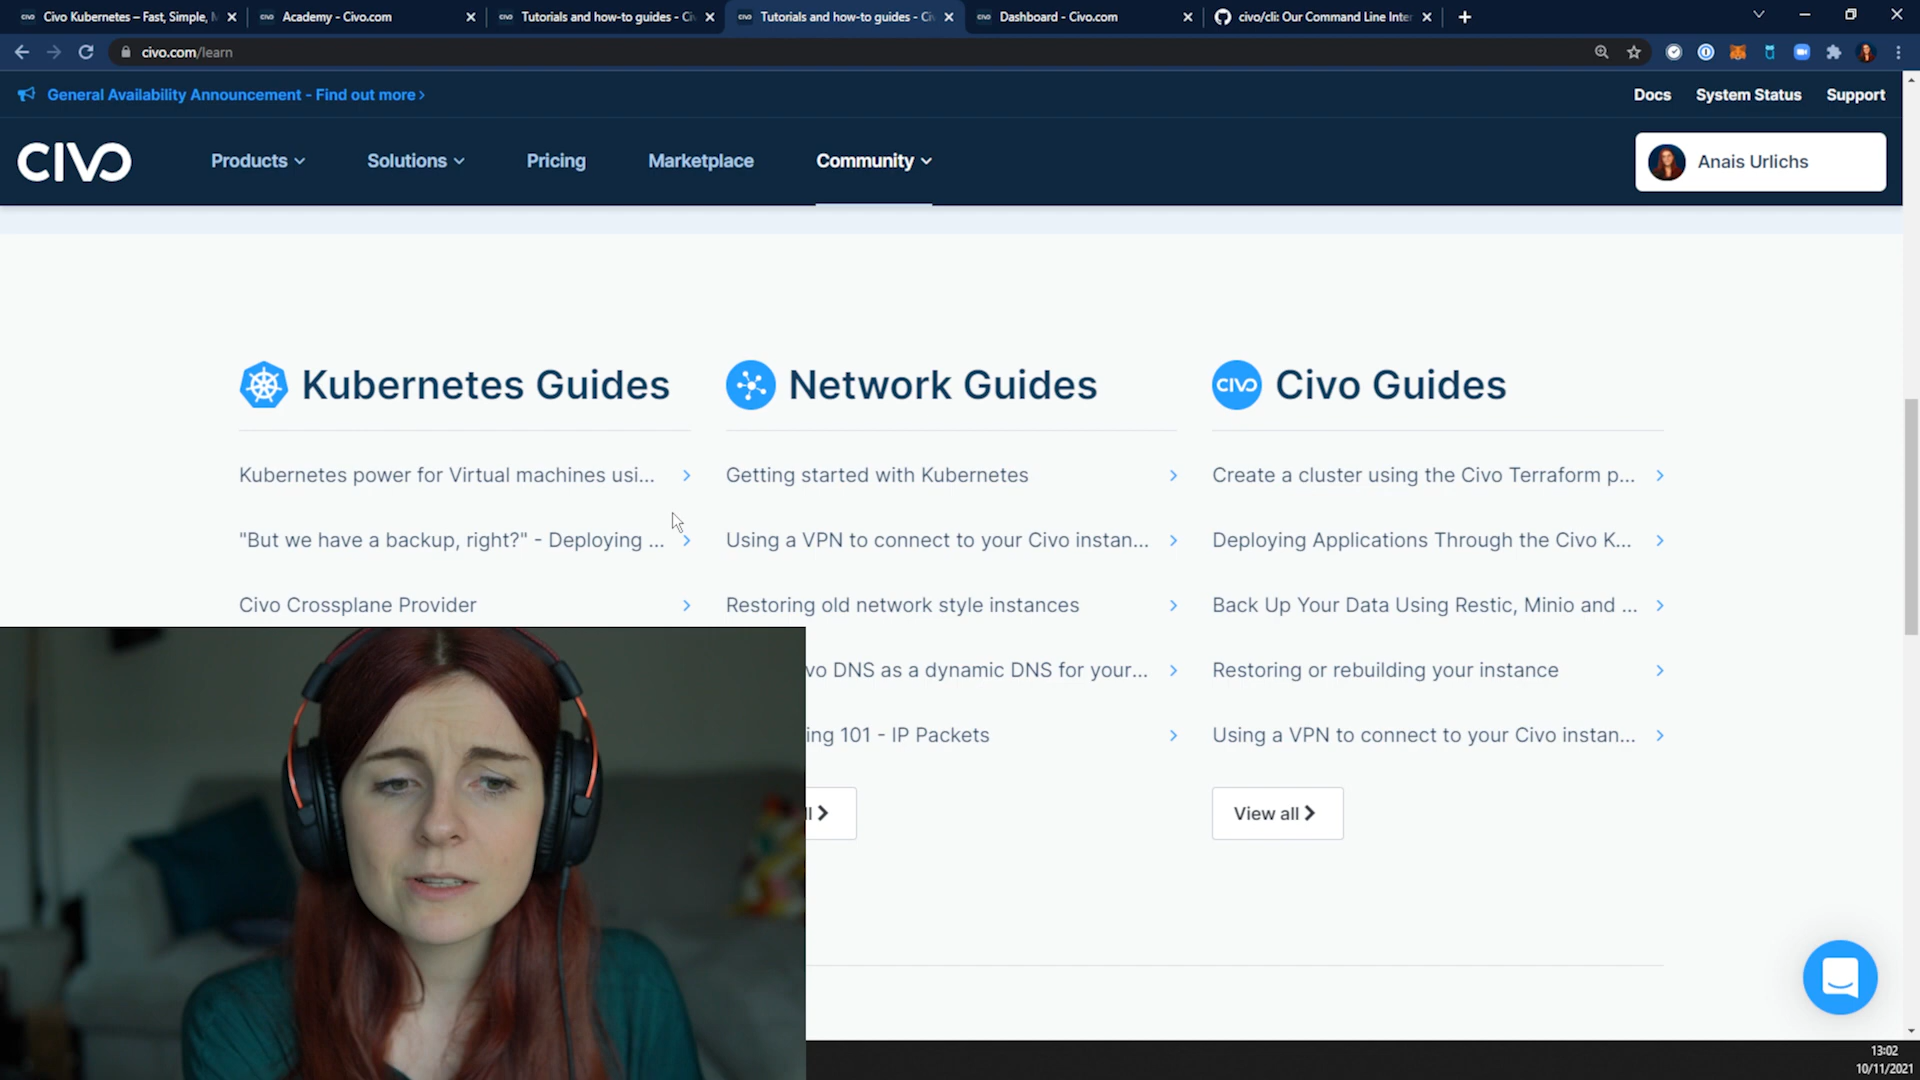 Civo Kubernetes – Fast, Simple,
Academy - Civo.com
Tutorials and how-to guides - Ci
Tutorials and how-to guides - Ci
Dashboard - Civo.com
civo/cli: Our Command Line Inter
civo.com/learn
General Availability Announcement - Find out more
Docs
System Status
Support
CIVO
Products
Solutions
Pricing
Marketplace
Community
Anais Urlichs
Kubernetes Guides
Kubernetes power for Virtual machines usi...
"But we have a backup, right?" - Deploying ...
Civo Crossplane Provider
Network Guides
Getting started with Kubernetes
Using a VPN to connect to your Civo instan...
Restoring old network style instances
vo DNS as a dynamic DNS for your...
ing 101 - IP Packets
CIVO
Civo Guides
Create a cluster using the Civo Terraform p...
Deploying Applications Through the Civo K...
Back Up Your Data Using Restic, Minio and ...
Restoring or rebuilding your instance
Using a VPN to connect to your Civo instan...
View all
13:02
10/11/2021